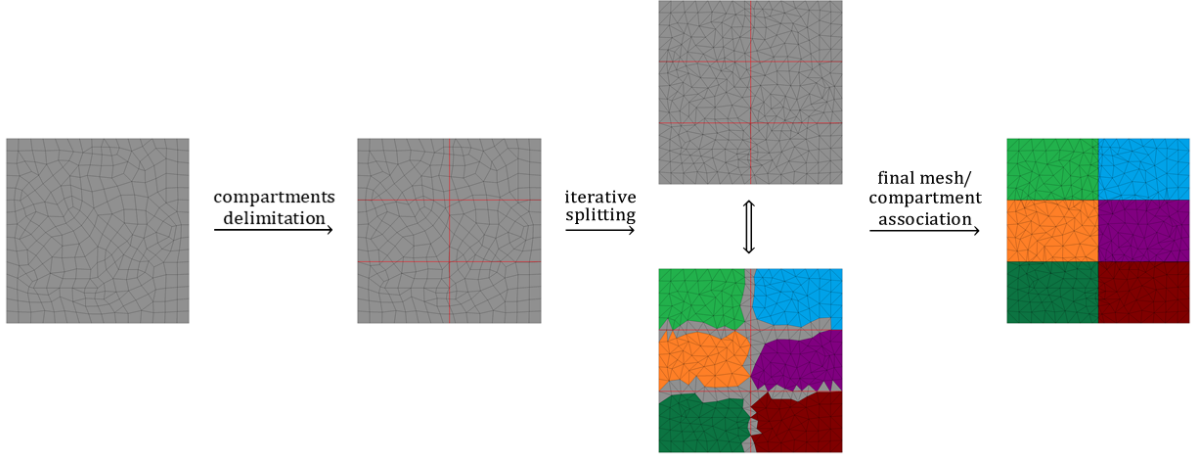 compartments
delimitation
iterative
splitting
final mesh/
compartment
association